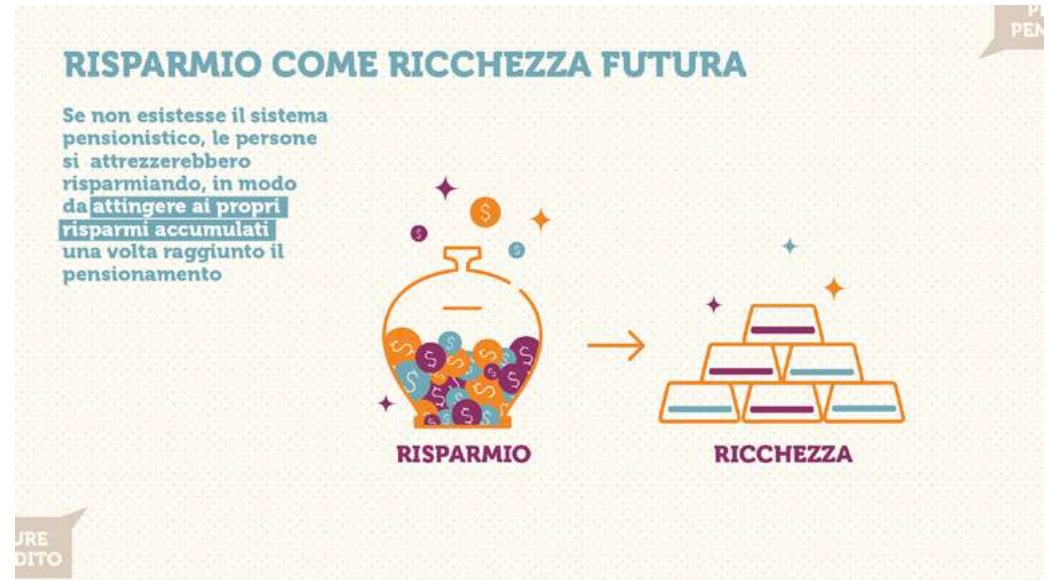 RISPARMIO COME RICCHEZZA FUTURA
Se non esistesse il sistema
pensionistico, le persone
si attrezzerebbero
risparmiando, in modo
da attingere ai propri
risparmi accumulati
una volta raggiunto il
pensionamento
RISPARMIO
RICCHEZZA